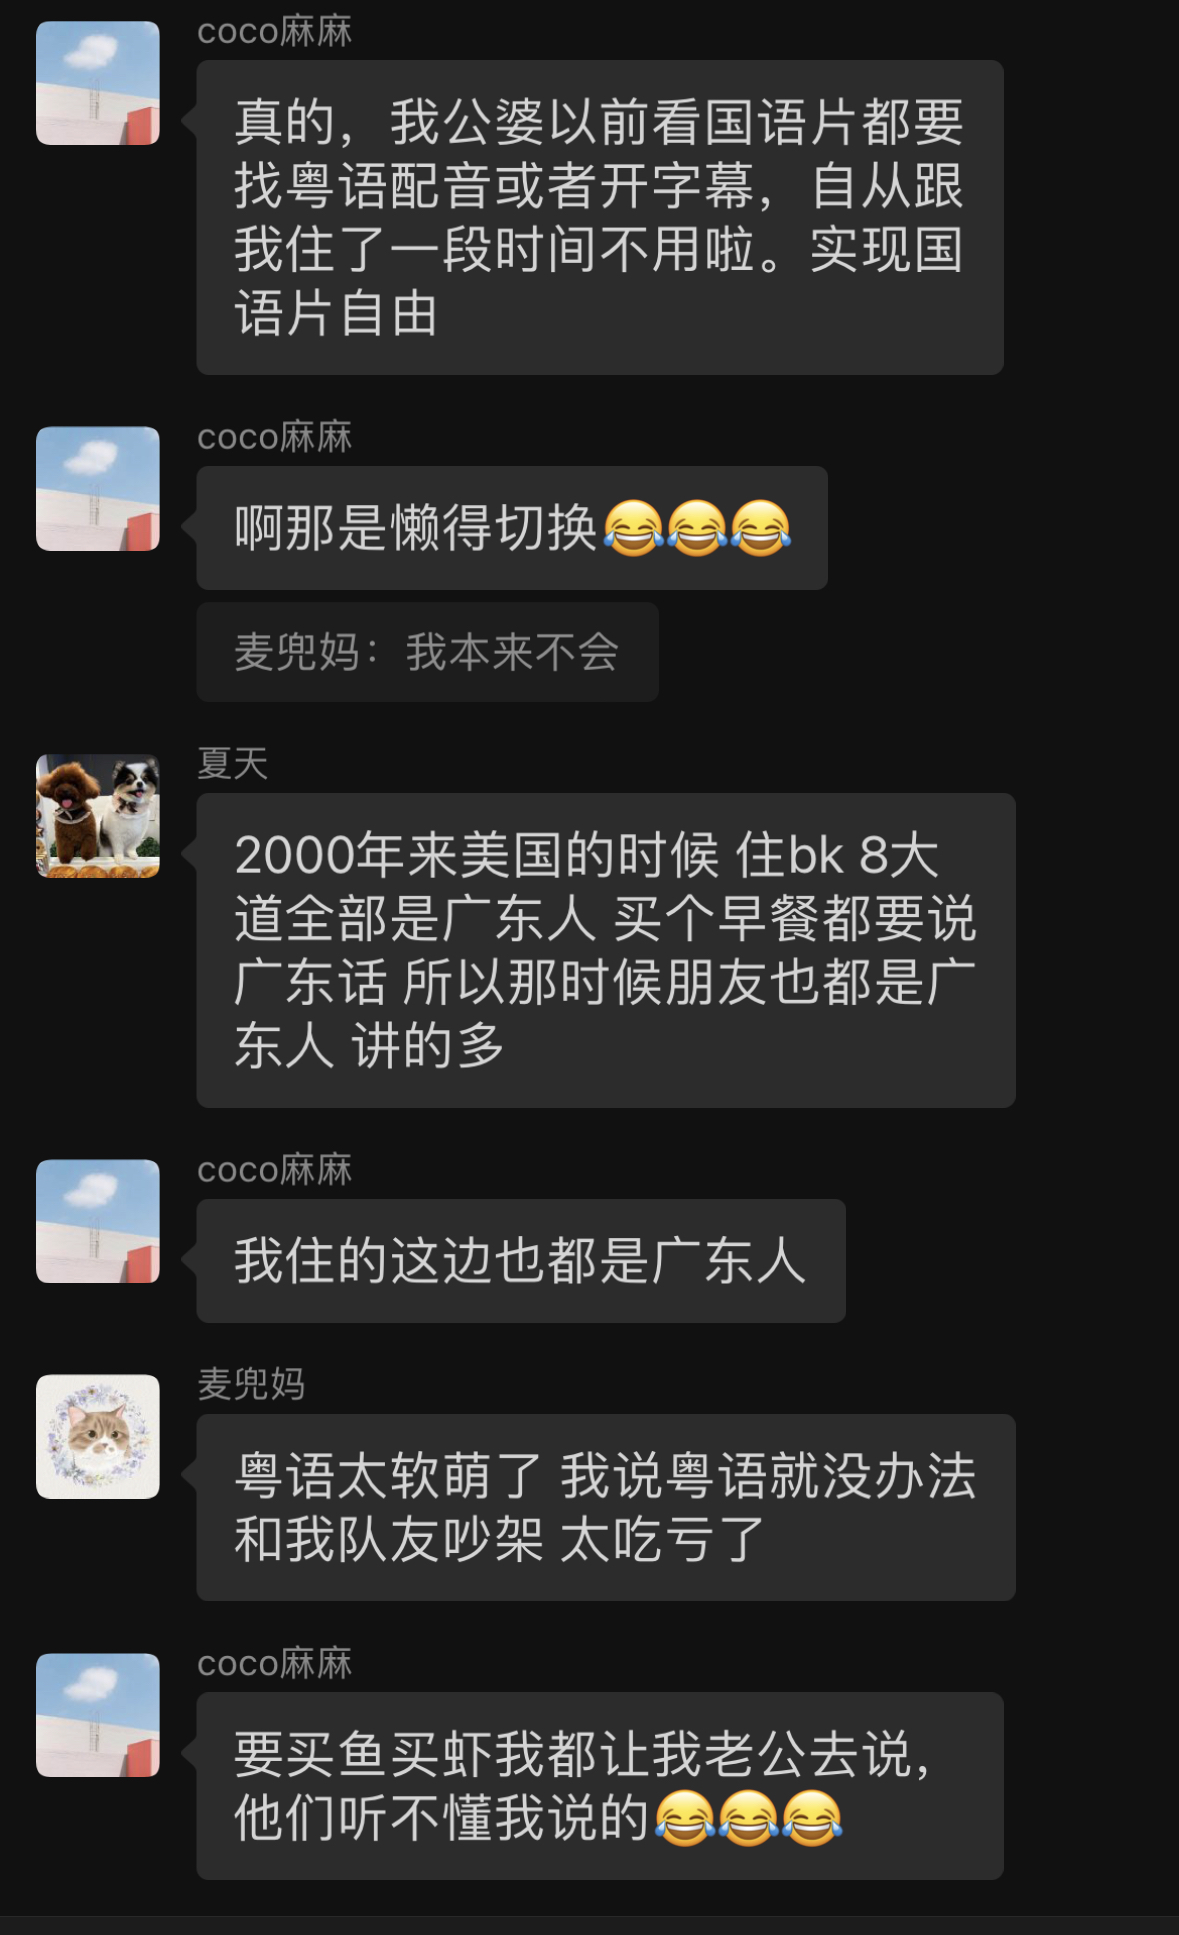 coco麻麻
真的，我公婆以前看国语片都要
找粤语配音或者开字幕，自从跟
我住了一段时间不用啦。实现国
语片自由
coco麻麻
啊那是懒得切换😂😂😂
麦兜妈：我本来不会
夏天
2000年来美国的时候 住bk 8大
道全部是广东人 买个早餐都要说
广东话 所以那时候朋友也都是广
东人 讲的多
coco麻麻
我住的这边也都是广东人
麦兜妈
粤语太软萌了 我说粤语就没办法
和我队友吵架 太吃亏了
coco麻麻
要买鱼买虾我都让我老公去说，
他们听不懂我说的😂😂😂